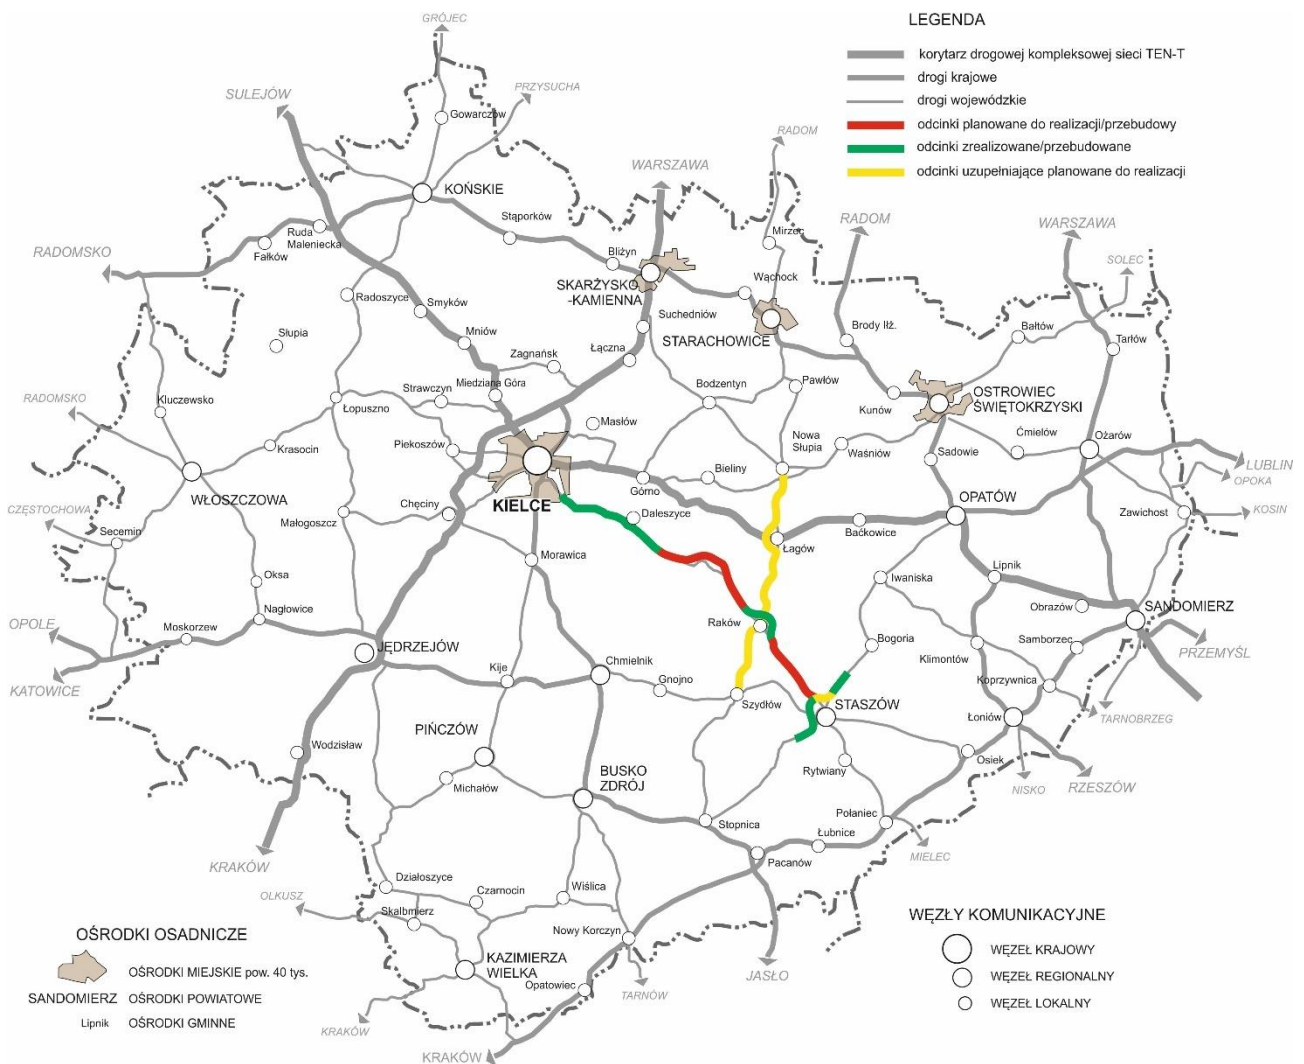 GRÓJEC
LEGENDA
korytarz drogowej kompleksowej sieci TEN-T
drogi krajowe
drogi wojewódzkie
odcinki planowane do realizacji/przebudowy
odcinki zrealizowane/przebudowane
odcinki uzupełniające planowane do realizacji
SULEJÓW
PRZYSUCHA
Gowarczów
RADOM
WARSZAWA
KOŃSKIE
Stąporków
RADOM
WARSZAWA
Ruda
Maleniecka
Fałków
RADOMSKO
Mirzec
Bliżyn
SOLEC
Wąchock
SKARŻYSKO
-KAMIENNA
Radoszyce
Smyków
Suchedniów
STARACHOWICE
Brody Iłż.
Bałtów
Tarłów
Słupia
Mniów
Zagnańsk
Łączna
RADOMSKO
Kluczewsko
Łopuszno
Strawczyn
Miedziana Góra
Bodzentyn
Pawłów
Kunów
OSTROWIEC
ŚWIĘTOKRZYSKI
Masłów
Krasocin
Piekoszów
Nowa
Słupia
Waśniów
Sadowie
Ćmielów
Ożarów
LUBLIN
OPOKA
WŁOSZCZOWA
Górno
Bieliny
KIELCE
Chęciny
Daleszyce
OPATÓW
CZĘSTOCHOWA
Małogoszcz
Zawichost
KOSIN
Secemin
Baćkowice
Łagów
Morawica
Oksa
Iwaniska
Lipnik
Obrazów
SANDOMIERZ
Nagłowice
OPOLE
Moskorzew
Raków
Bogoria
Samborzec
Klimontów
PRZEMYŚL
JĘDRZEJÓW
KATOWICE
Kije
Chmielnik
Gnojno
Szydłów
STASZÓW
Koprzywnica
TARNOBRZEG
Łoniów
PIŃCZÓW
Wodzisław
Michałów
BUSKO
ZDRÓJ
Rytwiany
Osiek
NISKO
RZESZÓW
Stopnica
Połaniec
Łubnice
MIELEC
KRAKÓW
Pacanów
Działoszyce
OLKUSZ
Czarnocin
Wiślica
Skalbmierz
Nowy Korczyn
OŚRODKI OSADNICZE
OŚRODKI MIEJSKIE pow. 40 tys.
SANDOMIERZ OŚRODKI POWIATOWE
Lipnik OŚRODKI GMINNE
KAZIMIERZA
WIELKA
Opatowiec
TARNÓW
JASŁO
KRAKÓW
KRAKÓW
WĘZŁY KOMUNIKACYJNE
WĘZEŁ KRAJOWY
WĘZEŁ REGIONALNY
WĘZEŁ LOKALNY